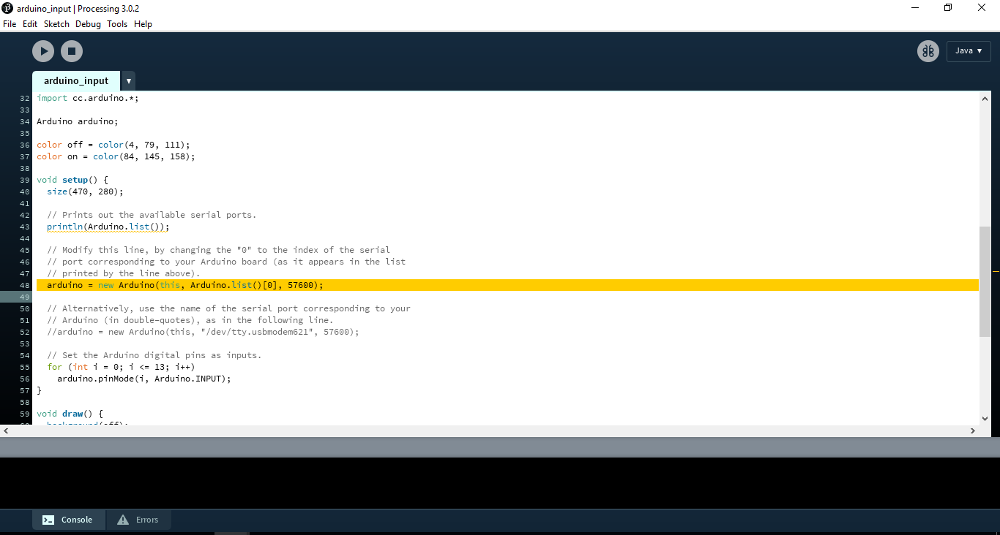 arduino_input | Processing 3.0.2
File Edit Sketch Debug Tools Help
Java ▼
arduino_input ▼
32 import cc.arduino.*;
33
34 Arduino arduino;
35
36 color off = color(4, 79, 111);
37 color on = color(84, 145, 158);
38
39 void setup() {
40   size(470, 280);
41
42   // Prints out the available serial ports.
43   println(Arduino.list());
44
45   // Modify this line, by changing the "0" to the index of the serial
46   // port corresponding to your Arduino board (as it appears in the list
47   // printed by the line above).
48   arduino = new Arduino(this, Arduino.list()[0], 57600);
49
50   // Alternatively, use the name of the serial port corresponding to your
51   // Arduino (in double-quotes), as in the following line.
52   //arduino = new Arduino(this, "/dev/tty.usbmodem621", 57600);
53
54   // Set the Arduino digital pins as inputs.
55   for (int i = 0; i <= 13; i++)
56     arduino.pinMode(i, Arduino.INPUT);
57 }
58
59 void draw() {
Console Errors